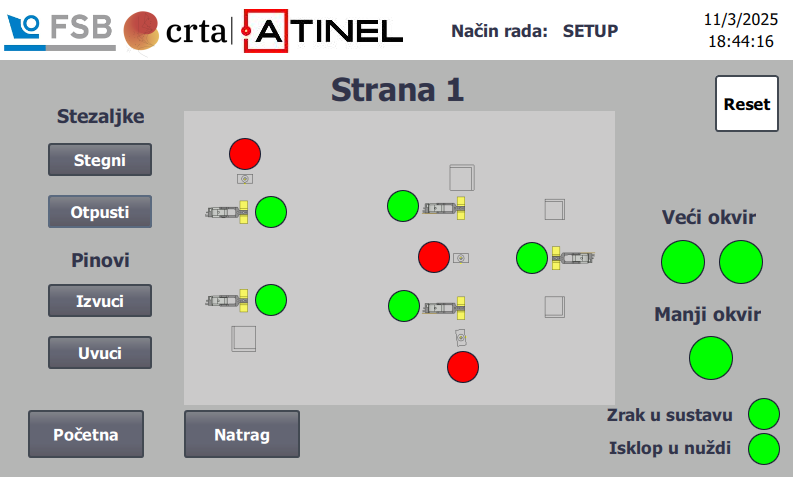 FSB crta ATINEL Način rada: SETUP 11/3/2025
18:44:16
Strana 1
Reset
Stezaljke
Stegni
Otpusti
Pinovi
Izvuci
Uvuci
Veći okvir
Manji okvir
Zrak u sustavu
Isklop u nuždi
Početna Natrag